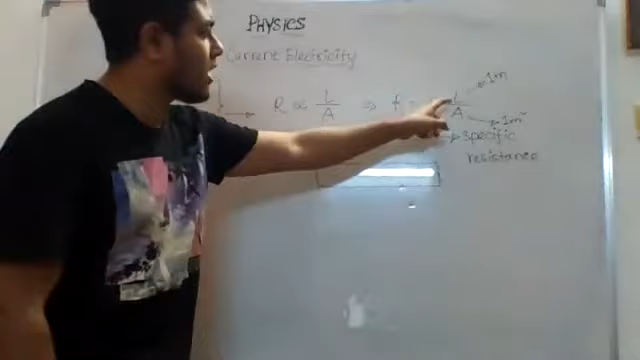 PHYSICS
Current Electricity
R ∝ L/A ⇒
L/A
1m
1m²
specific
resistance